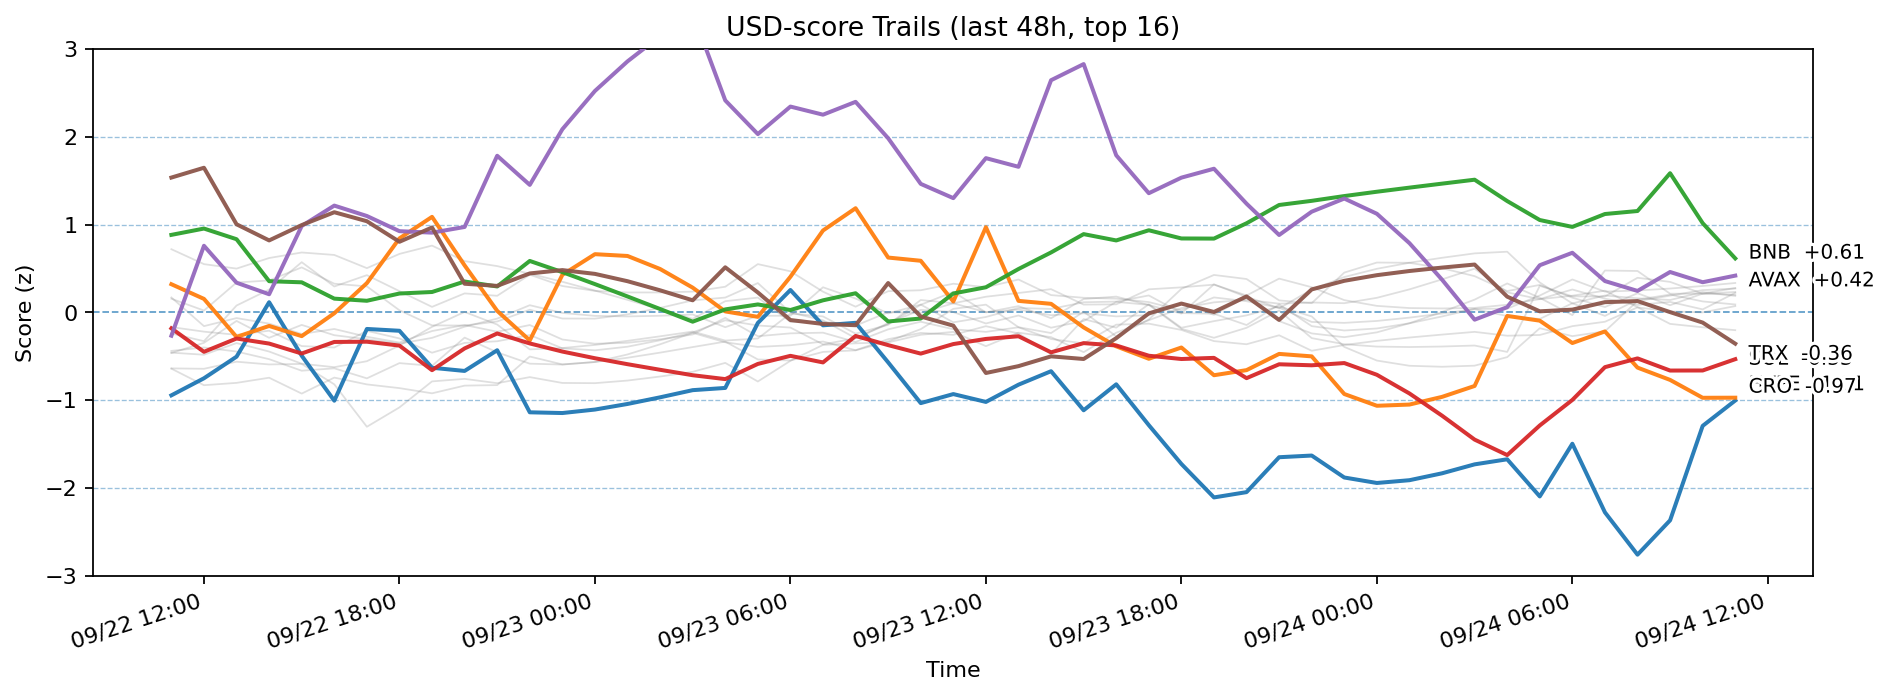 USD-score Trails (last 48h, top 16)
3
2
1
0
−1
−2
−3
Score (z)
BNB +0.61
AVAX +0.42
TRX -0.36
CRO -0.97
09/22 12:00
09/22 18:00
09/23 00:00
09/23 06:00
09/23 12:00
09/23 18:00
09/24 00:00
09/24 06:00
09/24 12:00
Time